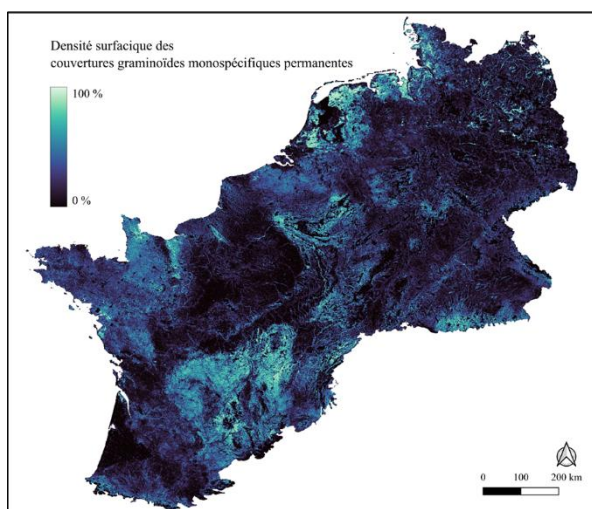 Densité surfacique des
couvertures graminoïdes monospécifiques permanentes
100 %
0 %
0 100 200 km